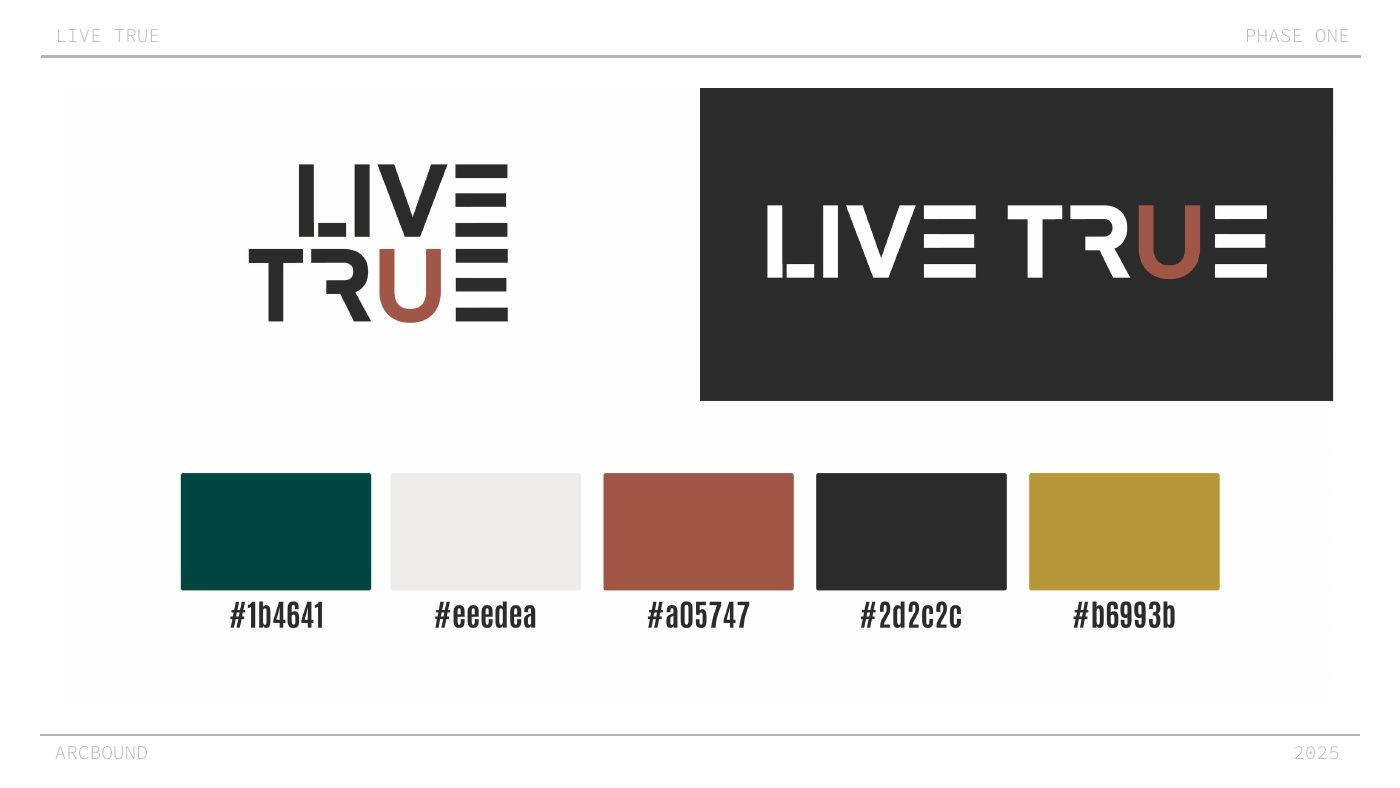 LIVE TRUE
PHASE ONE
LIVE
TRUE
LIVE TRUE
#1b4641
#eeedea
#a05747
#2d2c2c
#b6993b
ARCBOUND
2025